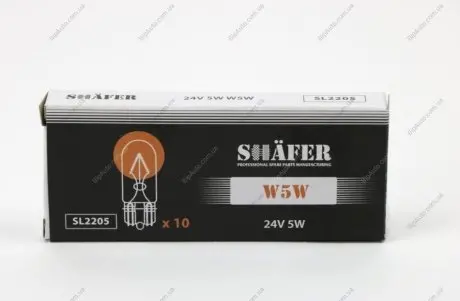 SHÄFER
24V 5W W5W
SL2205
SHÄFER
PROFESSIONAL SPARE PARTS MANUFACTURING
W5W
SL2205
x 10
24V 5W